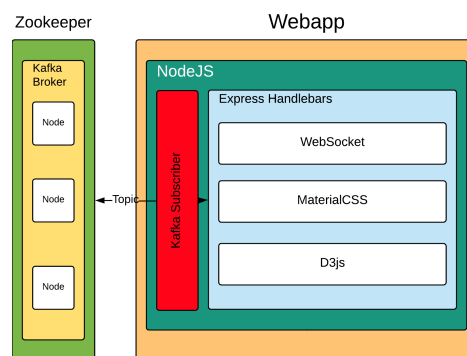 Zookeeper
Webapp
Kafka
Broker
Node
Node
Node
Topic
NodeJS
Kafka Subscriber
Express Handlebars
WebSocket
MaterialCSS
D3js